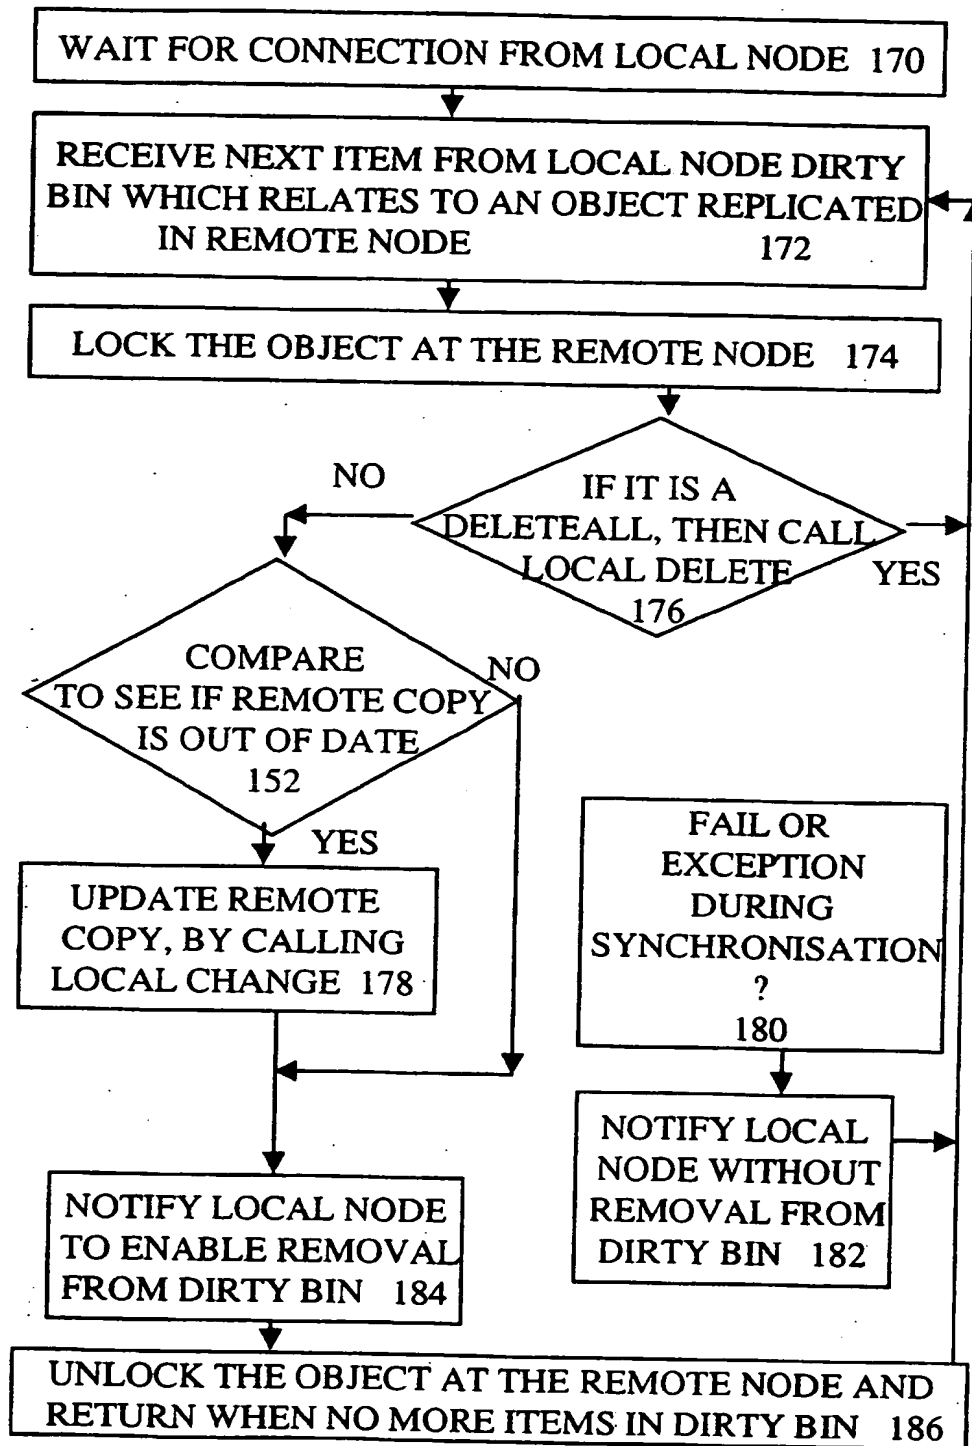 WAIT FOR CONNECTION FROM LOCAL NODE 170
RECEIVE NEXT ITEM FROM LOCAL NODE DIRTY
BIN WHICH RELATES TO AN OBJECT REPLICATED
IN REMOTE NODE 172
LOCK THE OBJECT AT THE REMOTE NODE 174
NO
IF IT IS A
DELETEALL, THEN CALL
LOCAL DELETE
176
YES
COMPARE
TO SEE IF REMOTE COPY
IS OUT OF DATE
152
NO
YES
UPDATE REMOTE
COPY, BY CALLING
LOCAL CHANGE 178
FAIL OR
EXCEPTION
DURING
SYNCHRONISATION
?
180
NOTIFY LOCAL
NODE WITHOUT
REMOVAL FROM
DIRTY BIN 182
NOTIFY LOCAL NODE
TO ENABLE REMOVAL
FROM DIRTY BIN 184
UNLOCK THE OBJECT AT THE REMOTE NODE AND
RETURN WHEN NO MORE ITEMS IN DIRTY BIN 186